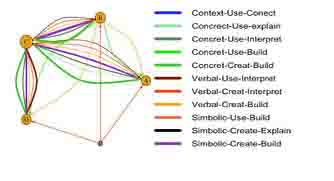 B
C
A
D
Context-Use-Conect
Concrect-Use-explain
Concret-Use-Interpret
Concret-Use-Build
Concret-Creat-Build
Verbal-Use-Interpret
Verbal-Creat-Interpret
Verbal-Creat-Build
Simbolic-Use-Build
Simbolic-Create-Explain
Simbolic-Create-Build